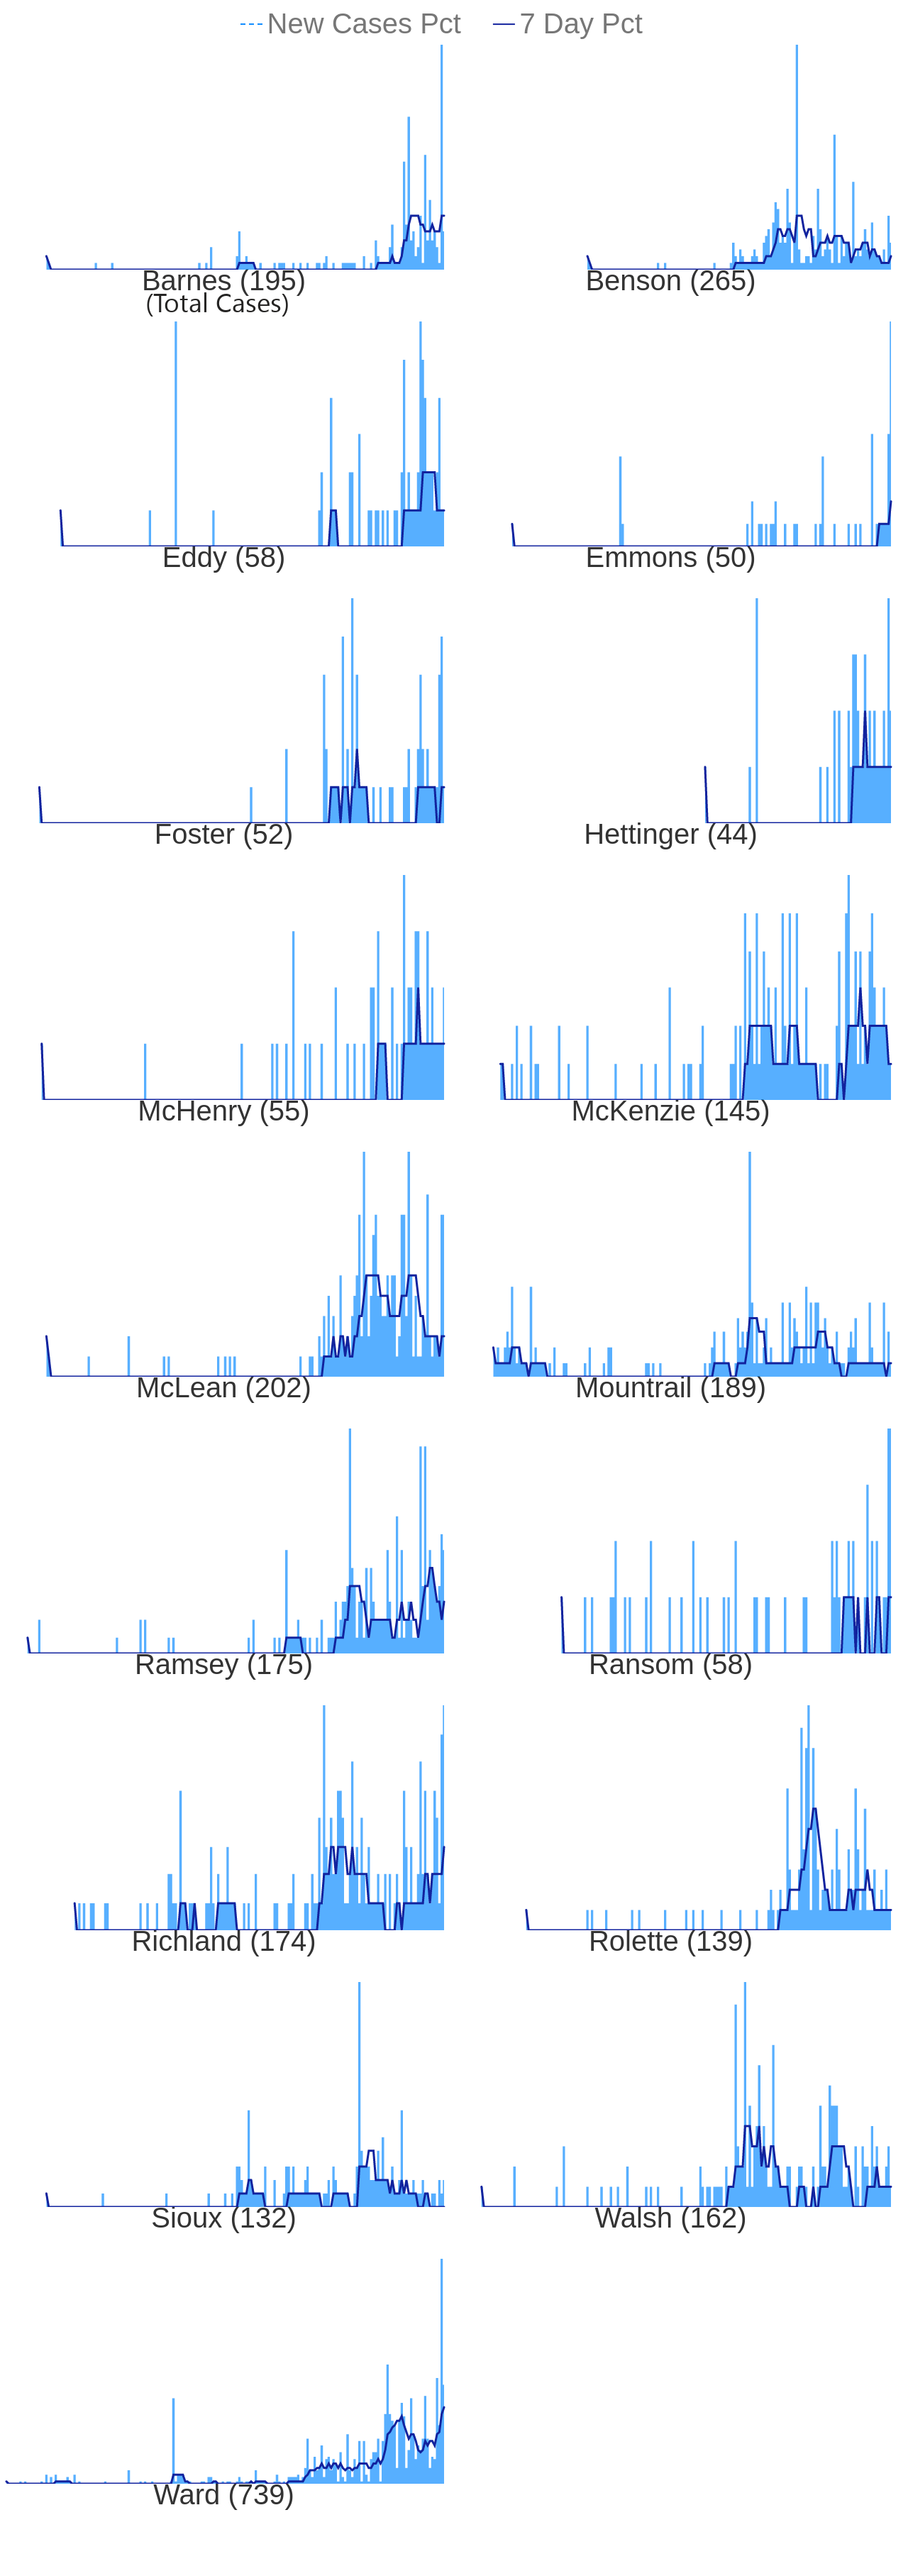 New Cases Pct 7 Day Pct
Barnes (195) Benson (265)
(Total Cases)
Eddy (58) Emmons (50)
Foster (52) Hettinger (44)
McHenry (55) McKenzie (145)
McLean (202) Mountrail (189)
Ramsey (175) Ransom (58)
Richland (174) Rolette (139)
Sioux (132) Walsh (162)
Ward (739)